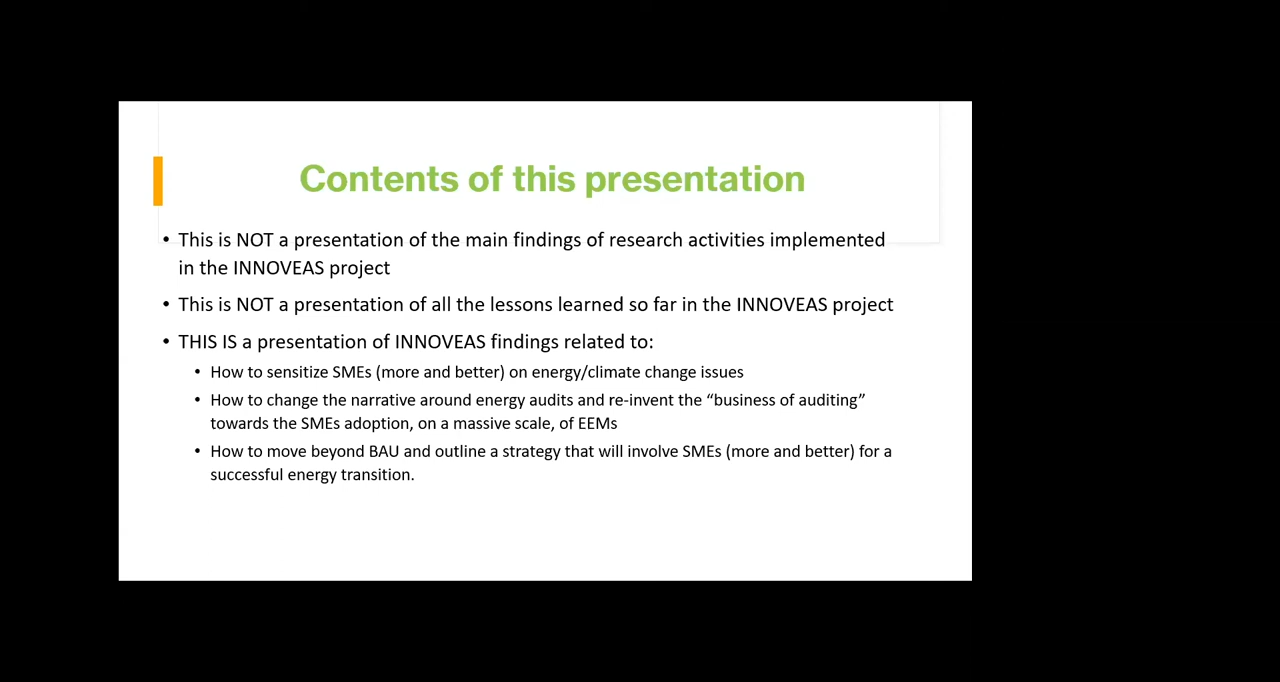 Contents of this presentation
• This is NOT a presentation of the main findings of research activities implemented
in the INNOVEAS project
• This is NOT a presentation of all the lessons learned so far in the INNOVEAS project
• THIS IS a presentation of INNOVEAS findings related to:
• How to sensitize SMEs (more and better) on energy/climate change issues
• How to change the narrative around energy audits and re-invent the “business of auditing”
towards the SMEs adoption, on a massive scale, of EEMs
• How to move beyond BAU and outline a strategy that will involve SMEs (more and better) for a
successful energy transition.